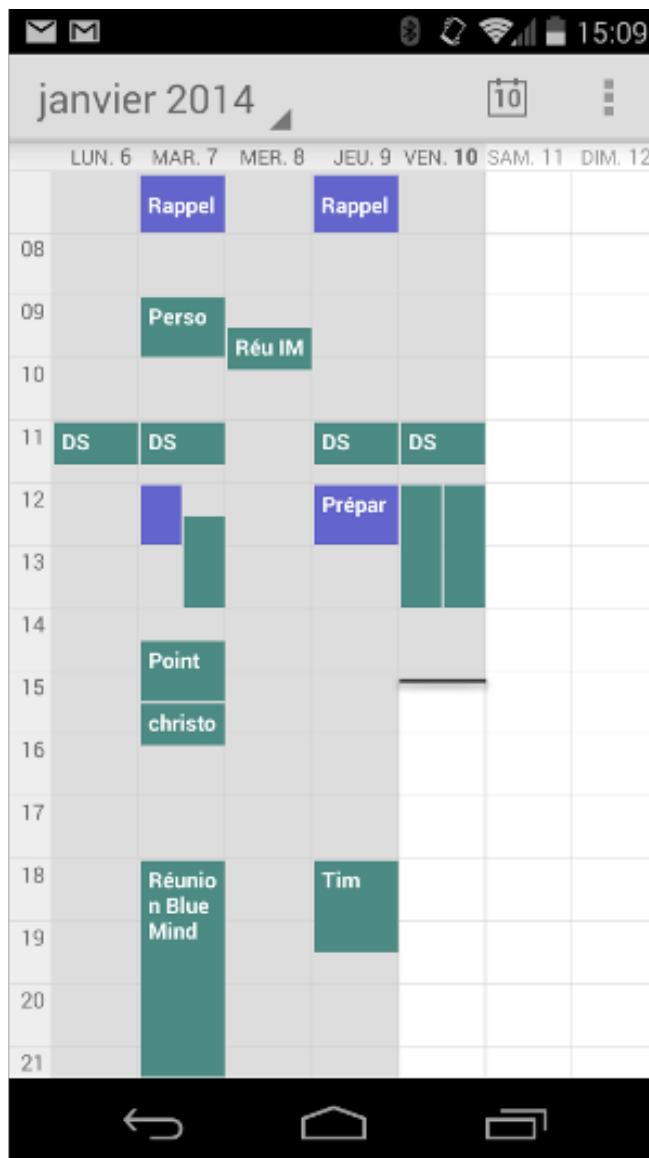 15:09
janvier 2014 10
LUN. 6 MAR. 7 MER. 8 JEU. 9 VEN. 10 SAM. 11 DIM. 12
Rappel Rappel
08
09 Perso
Réu IM
10
11 DS DS DS DS
12 Prépar
13
14
Point
15
christo
16
17
18 Réunio Tim
n Blue
19 Mind
20
21